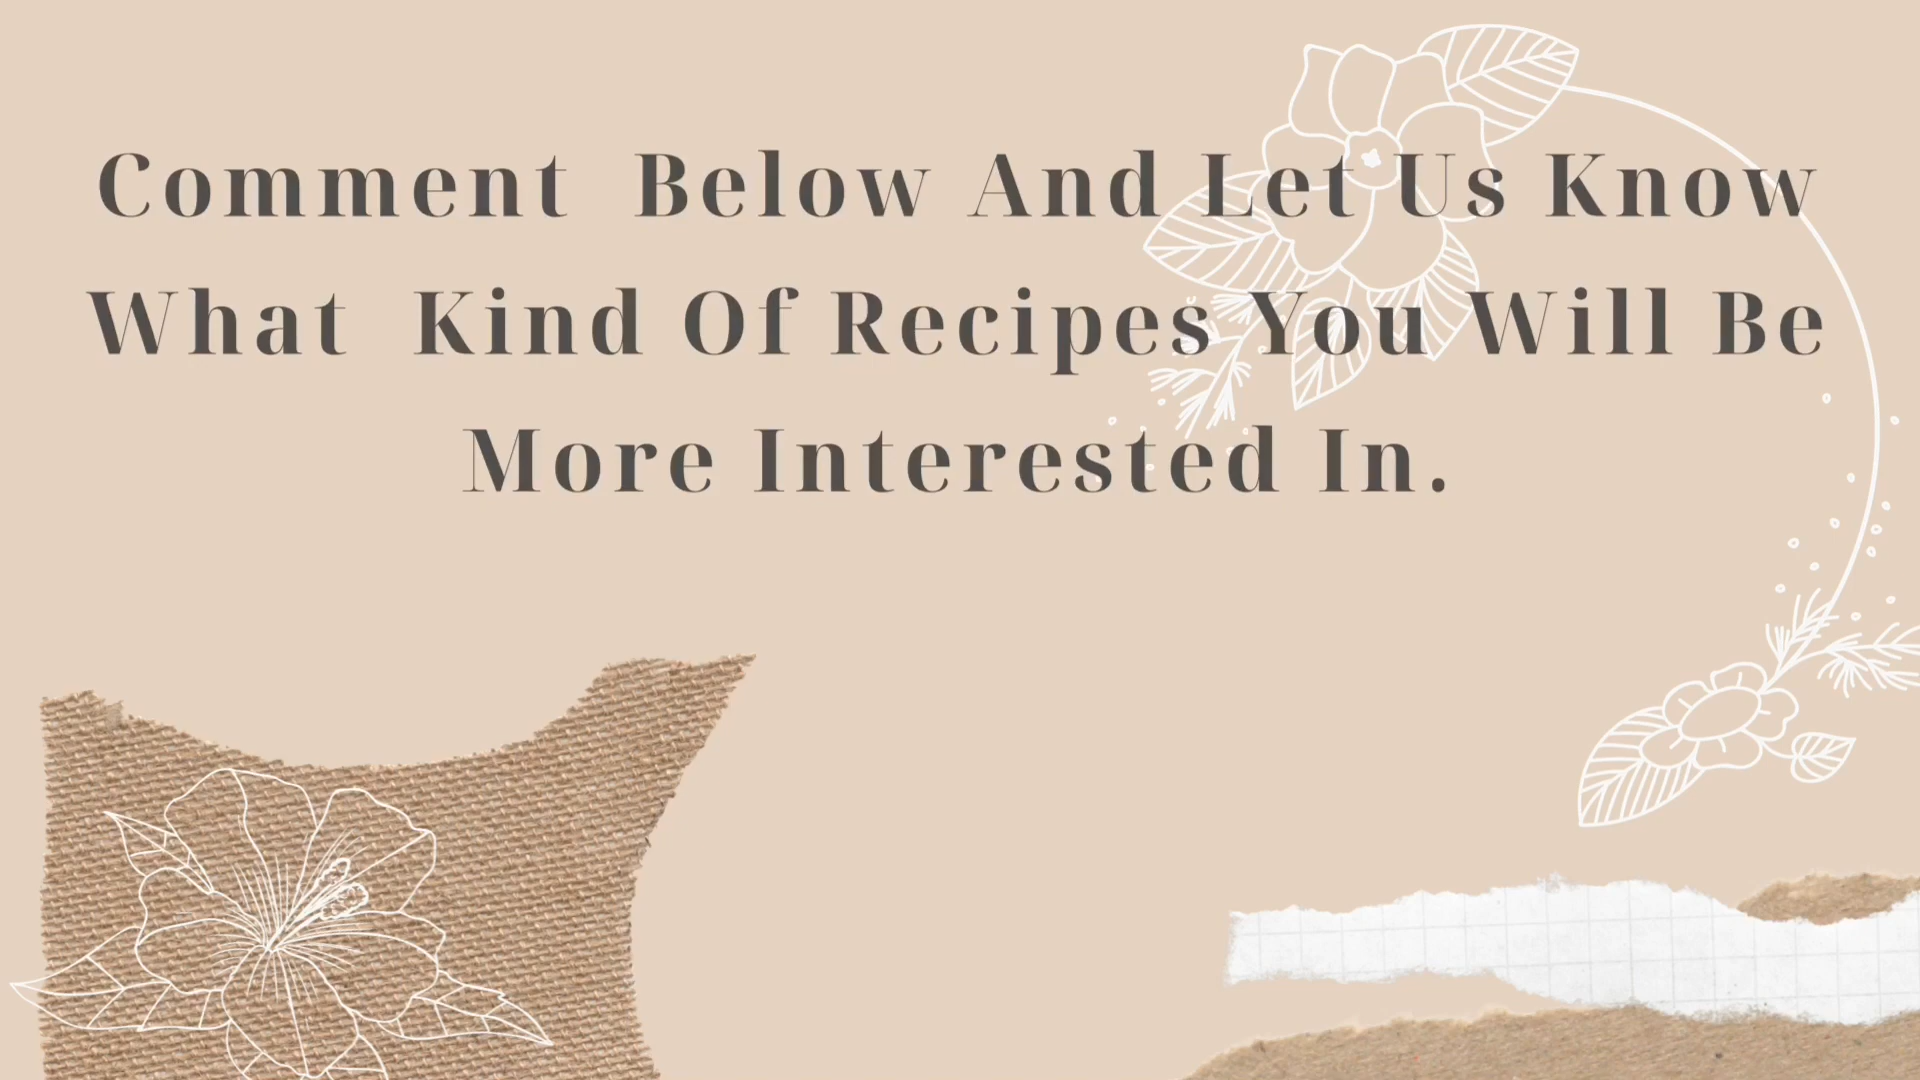 Comment Below And Let Us Know
What Kind Of Recipes You Will Be
More Interested In.